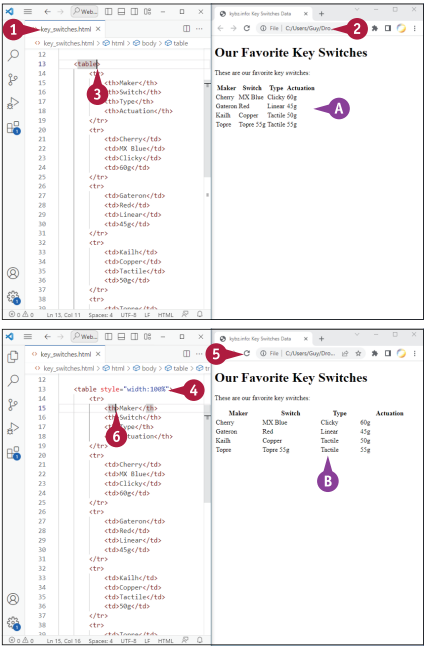 Web...
key_switches.html
key_switches.html > html > body > table
12
13 <table>
14 <tr>
15 <th>Maker</th>
16 <th>Switch</th>
17 <th>Type</th>
18 <th>Actuation</th>
19 </tr>
20 <tr>
21 <td>Cherry</td>
22 <td>MX Blue</td>
23 <td>Clicky</td>
24 <td>60g</td>
25 </tr>
26 <tr>
27 <td>Gateron</td>
28 <td>Red</td>
29 <td>Linear</td>
30 <td>45g</td>
31 </tr>
32 <tr>
33 <td>Kailh</td>
34 <td>Copper</td>
35 <td>Tactile</td>
36 <td>50g</td>
37 </tr>
38 <tr>
39 <td>Topre</td>
0 0 Ln 13, Col 11 Spaces: 4 UTF-8 LF HTML
1
3
kybz.info: Key Switches Data
File | C:/Users/Guy/Dro...
2
Our Favorite Key Switches
These are our favorite key switches:
Maker Switch Type Actuation
Cherry MX Blue Clicky 60g
Gateron Red Linear 45g
Kailh Copper Tactile 50g
Topre Topre 55g Tactile 55g
A
Web...
key_switches.html
key_switches.html > html > body > table > tr
12
13 <table style="width:100%">
14 <tr>
15 <th>Maker</th>
16 <th>Switch</th>
17 Type</th>
18 Actuation</th>
19 </tr>
20 <tr>
21 <td>Cherry</td>
22 <td>MX Blue</td>
23 <td>Clicky</td>
24 <td>60g</td>
25 </tr>
26 <tr>
27 <td>Gateron</td>
28 <td>Red</td>
29 <td>Linear</td>
30 <td>45g</td>
31 </tr>
32 <tr>
33 <td>Kailh</td>
34 <td>Copper</td>
35 <td>Tactile</td>
36 <td>50g</td>
37 </tr>
38 <tr>
39 <td>Topre</td>
0 0 Ln 15, Col 16 Spaces: 4 UTF-8 LF HTML
4
6
kybz.info: Key Switches Data
5
File | C:/Users/Guy/Dro...
Our Favorite Key Switches
These are our favorite key switches:
Maker Switch Type Actuation
Cherry MX Blue Clicky 60g
Gateron Red Linear 45g
Kailh Copper Tactile 50g
Topre Topre 55g Tactile 55g
B